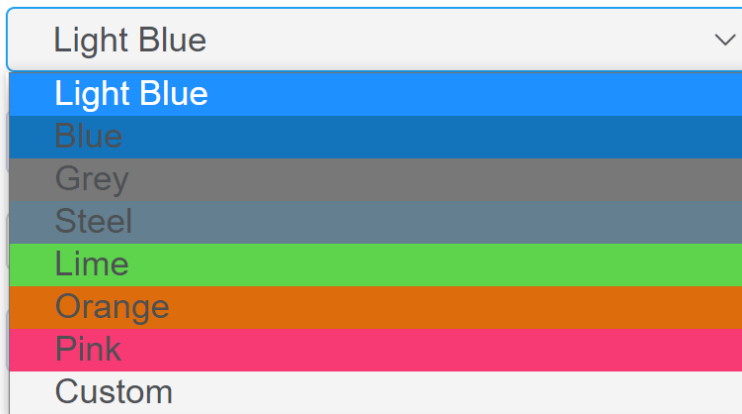 Light Blue
Light Blue
Blue
Grey
Steel
Lime
Orange
Pink
Custom